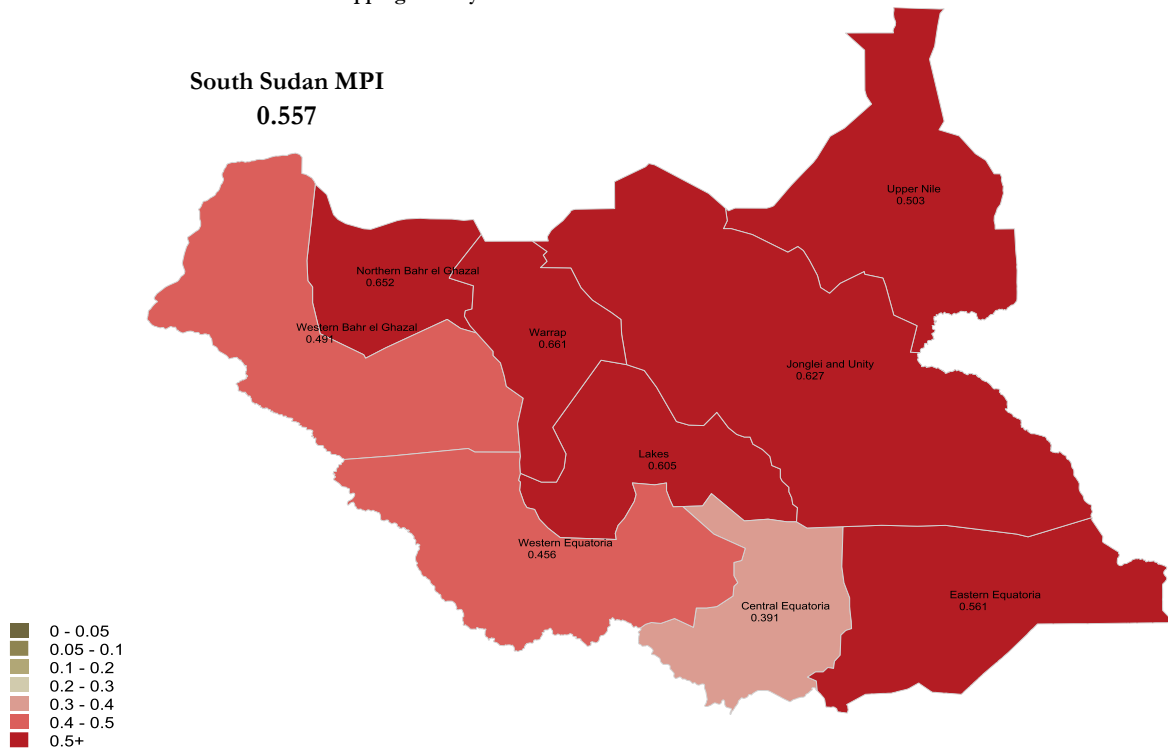 South Sudan MPI
0.557
Upper Nile
0.503
Northern Bahr el Ghazal
0.652
Western Bahr el Ghazal
0.491
Warrap
0.661
Jonglei and Unity
0.627
Lakes
0.605
Western Equatoria
0.456
Central Equatoria
0.391
Eastern Equatoria
0.561
0 - 0.05
0.05 - 0.1
0.1 - 0.2
0.2 - 0.3
0.3 - 0.4
0.4 - 0.5
0.5+